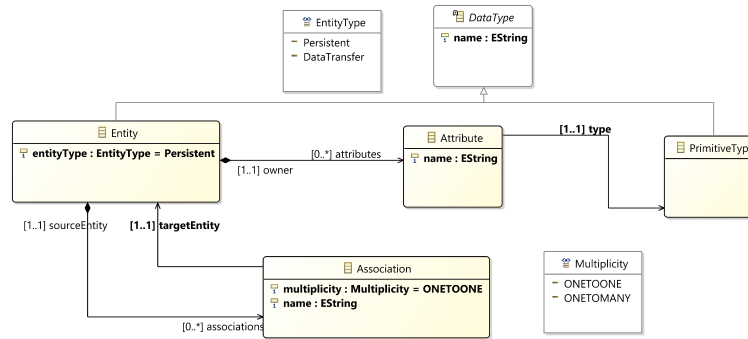 EntityType
Persistent
DataTransfer
DataType
name : EString
Entity
entityType : EntityType = Persistent
[0..*] attributes
[1..1] owner
Attribute
name : EString
[1..1] type
PrimitiveTyp
[1..1] sourceEntity
[1..1] targetEntity
Association
multiplicity : Multiplicity = ONETOONE
name : EString
[0..*] associations
Multiplicity
ONETOONE
ONETOMANY